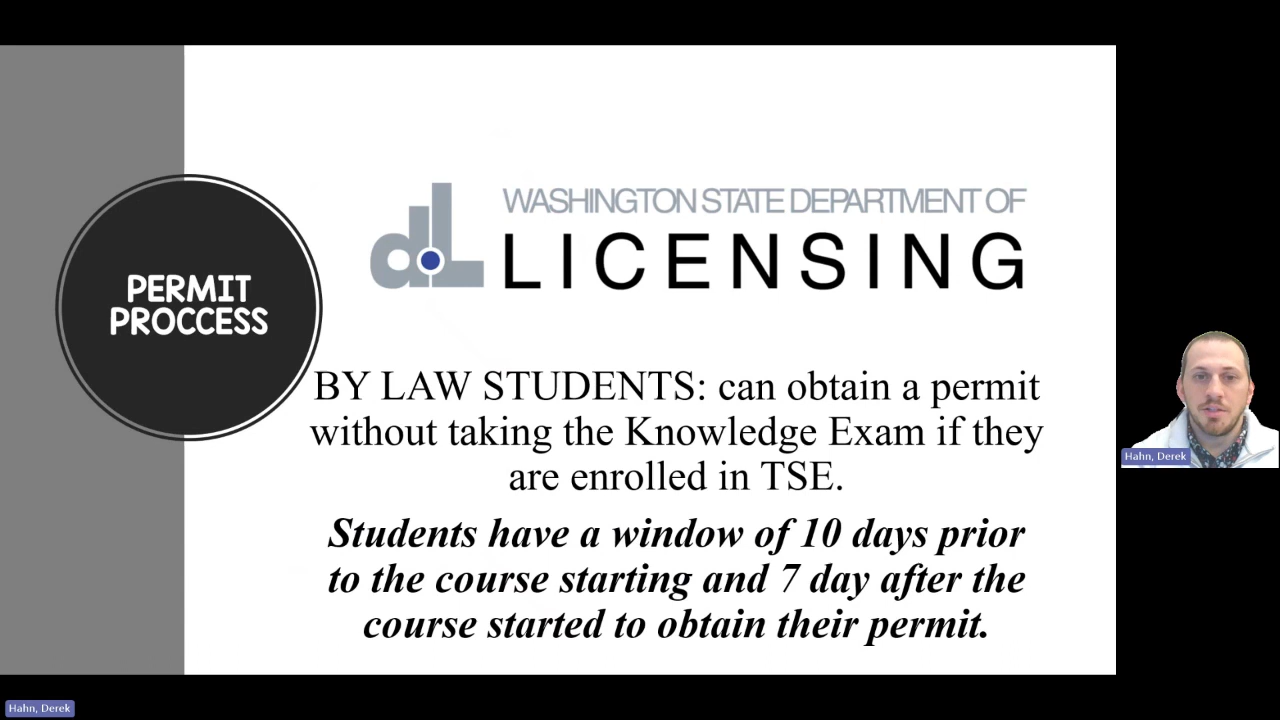 PERMIT
PROCCESS
dL
WASHINGTON STATE DEPARTMENT OF
LICENSING
BY LAW STUDENTS: can obtain a permit
without taking the Knowledge Exam if they
are enrolled in TSE.
Students have a window of 10 days prior
to the course starting and 7 day after the
course started to obtain their permit.
Hahn, Derek
Hahn, Derek